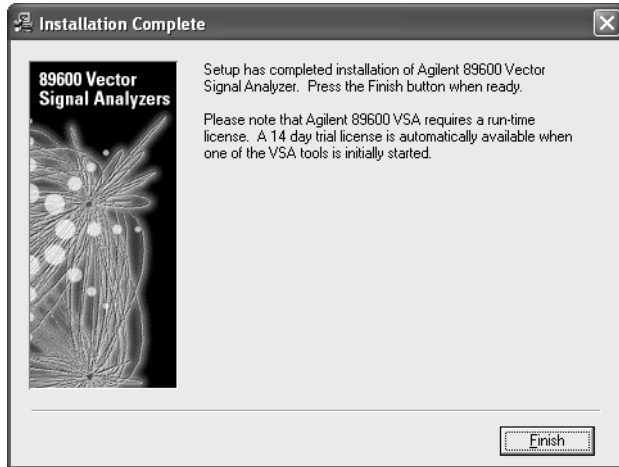 Installation Complete
89600 Vector
Signal Analyzers
Setup has completed installation of Agilent 89600 Vector
Signal Analyzer. Press the Finish button when ready.
Please note that Agilent 89600 VSA requires a run-time
license. A 14 day trial license is automatically available when
one of the VSA tools is initially started.
Finish